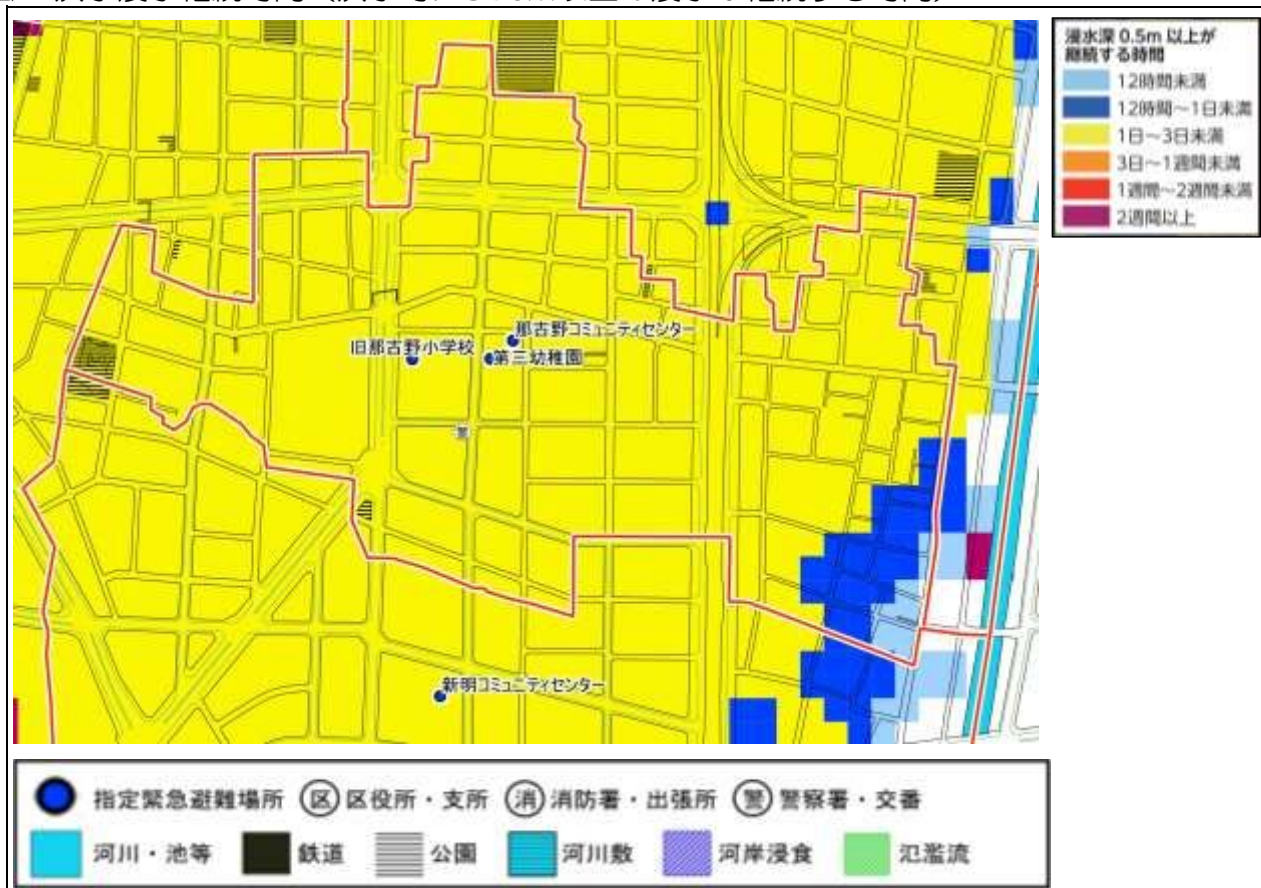 浸水深 0.5m 以上が
継続する時間
12時間未満
12時間～1日未満
1日～3日未満
3日～1週間未満
1週間～2週間未満
2週間以上
那古野コミュニティセンター
旧那古野小学校
第三幼稚園
警
新明コミュニティセンター
指定緊急避難場所 区 区役所・支所 消 消防署・出張所 警 警察署・交番
河川・池等 鉄道 公園 河川敷 河岸浸食 氾濫流